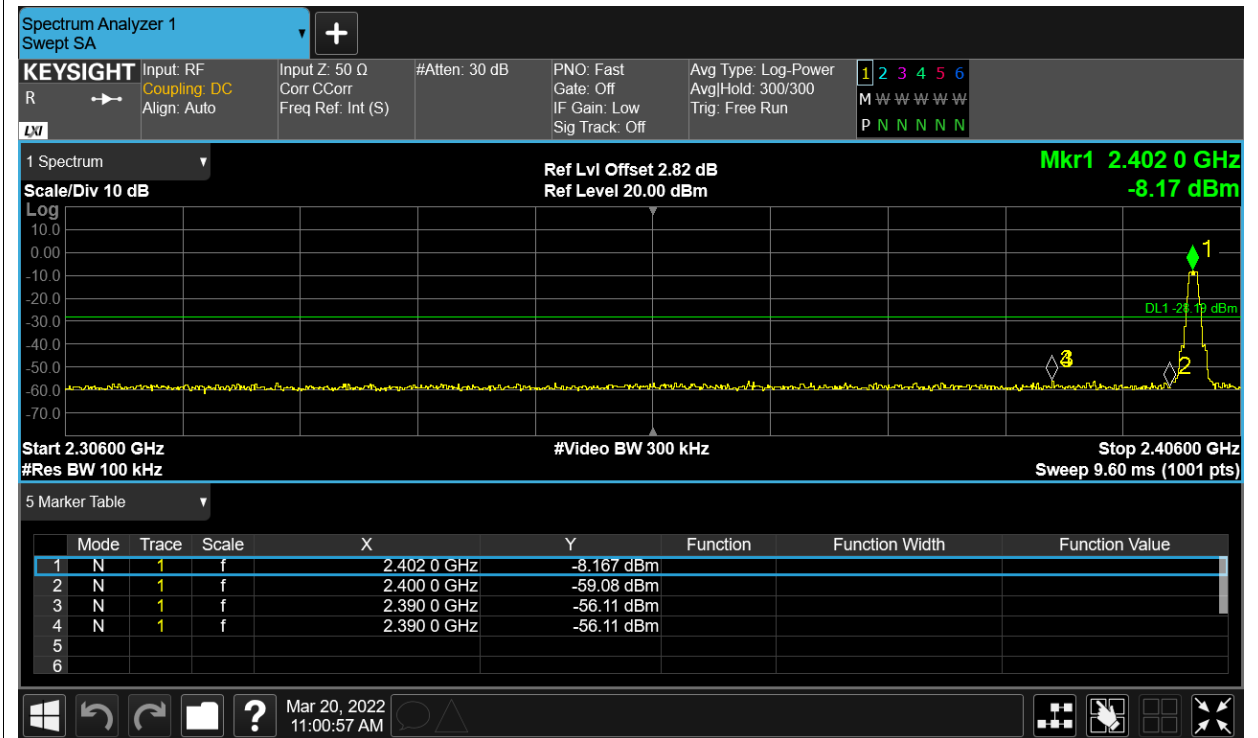 Spectrum Analyzer 1
Swept SA
KEYSIGHT
R
LXI
Input: RF
Coupling: DC
Align: Auto
Input Z: 50 Ω
Corr CCorr
Freq Ref: Int (S)
#Atten: 30 dB
PNO: Fast
Gate: Off
IF Gain: Low
Sig Track: Off
Avg Type: Log-Power
Avg|Hold: 300/300
Trig: Free Run
1 2 3 4 5 6
M W W W W W
P N N N N N
1 Spectrum
Scale/Div 10 dB
Ref Lvl Offset 2.82 dB
Ref Level 20.00 dBm
Mkr1 2.402 0 GHz
-8.17 dBm
Log
10.0
0.00
-10.0
-20.0
-30.0
-40.0
-50.0
-60.0
-70.0
1
DL1 -28.19 dBm
2
Start 2.30600 GHz
#Res BW 100 kHz
#Video BW 300 kHz
Stop 2.40600 GHz
Sweep 9.60 ms (1001 pts)
5 Marker Table
Mode Trace Scale X Y Function Function Width Function Value
1 N 1 f 2.402 0 GHz -8.167 dBm
2 N 1 f 2.400 0 GHz -59.08 dBm
3 N 1 f 2.390 0 GHz -56.11 dBm
4 N 1 f 2.390 0 GHz -56.11 dBm
5
6
?
Mar 20, 2022
11:00:57 AM